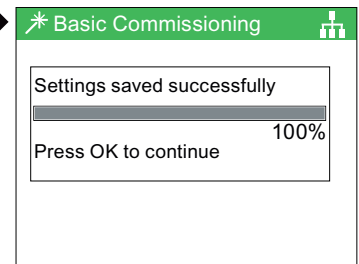 Basic Commissioning
Settings saved successfully
100%
Press OK to continue